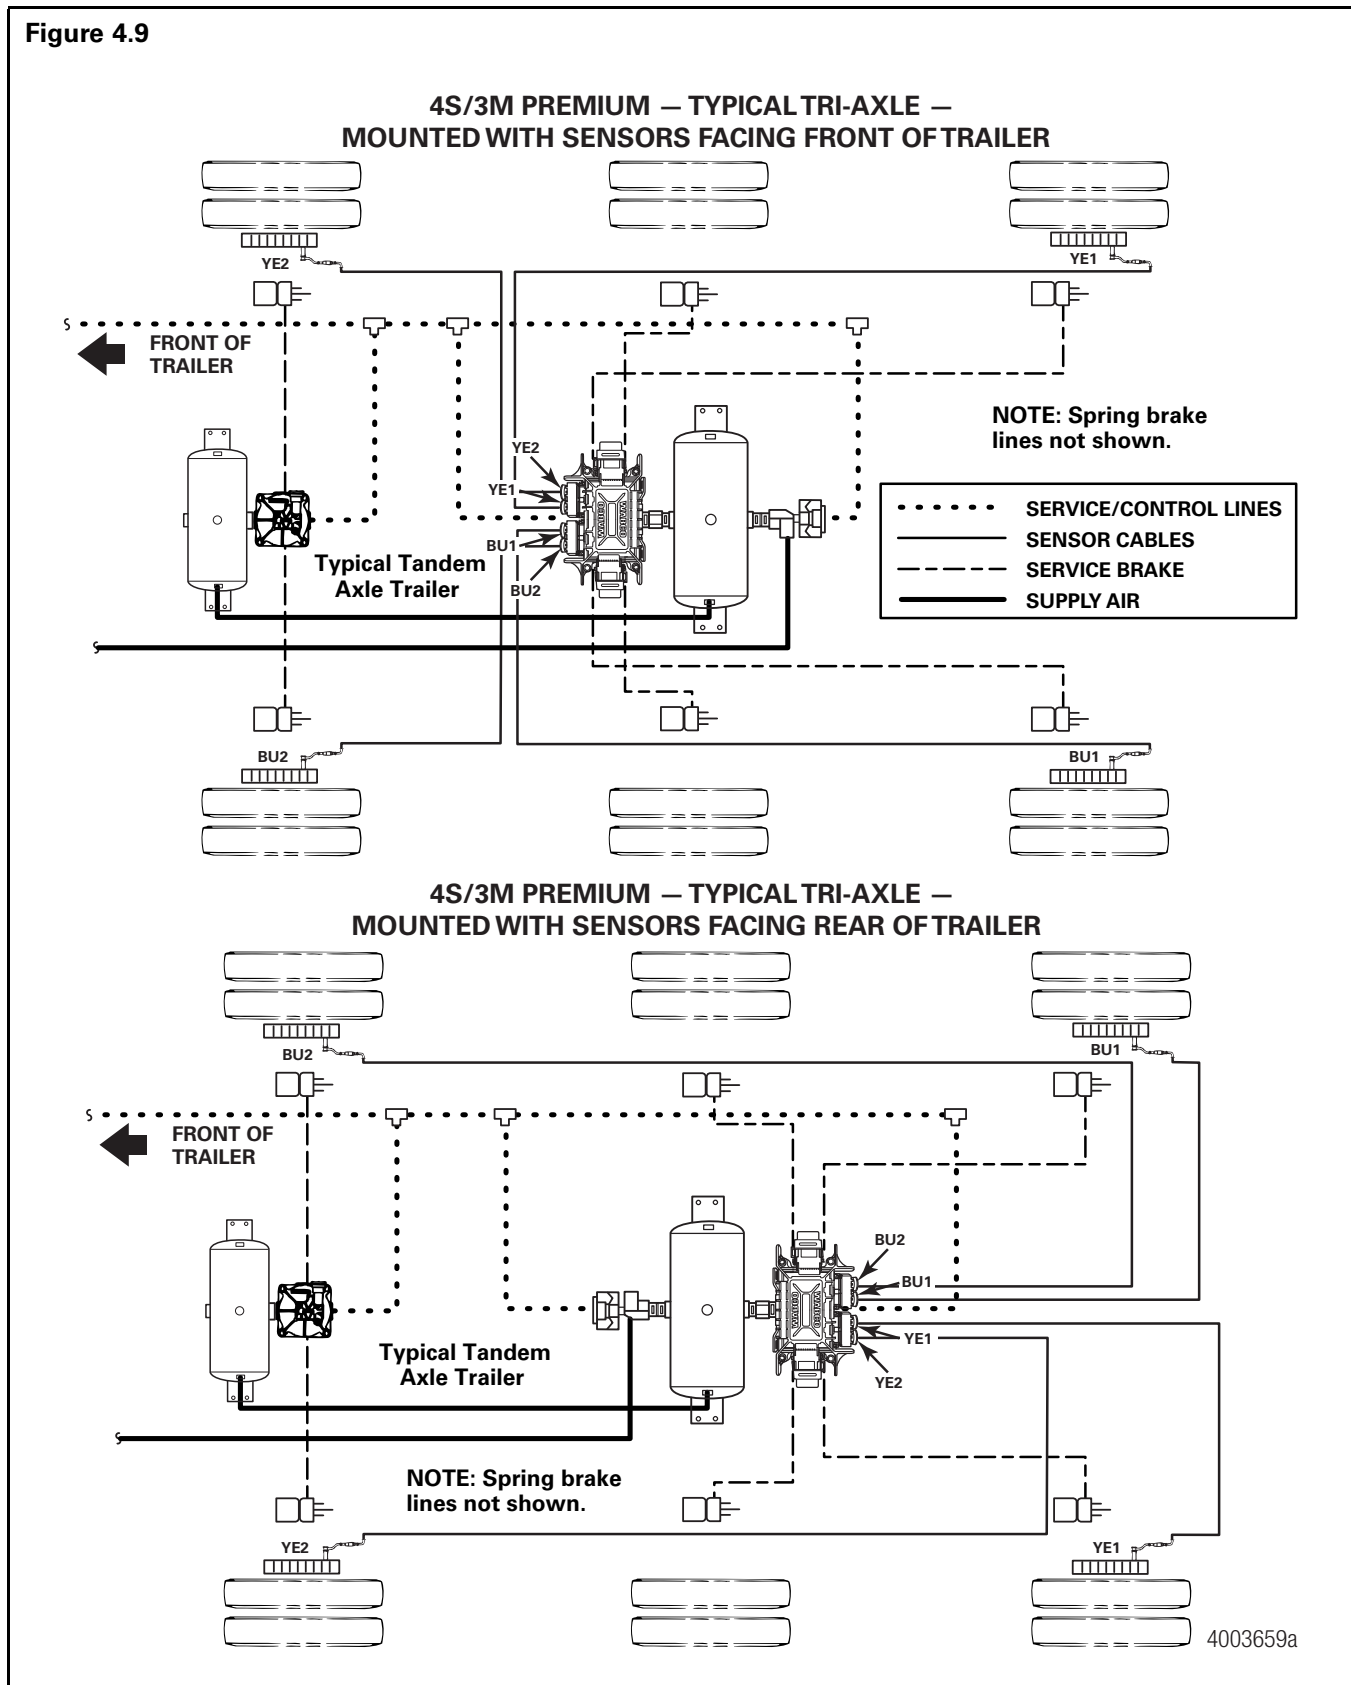 Figure 4.9
4S/3M PREMIUM — TYPICAL TRI-AXLE —
MOUNTED WITH SENSORS FACING FRONT OF TRAILER
YE2
YE1
FRONT OF
TRAILER
NOTE: Spring brake
lines not shown.
YE2
YE1
BU1
BU2
WABCO
WABCO
Typical Tandem
Axle Trailer
SERVICE/CONTROL LINES
SENSOR CABLES
SERVICE BRAKE
SUPPLY AIR
BU2
BU1
4S/3M PREMIUM — TYPICAL TRI-AXLE —
MOUNTED WITH SENSORS FACING REAR OF TRAILER
BU2
BU1
FRONT OF
TRAILER
BU2
BU1
WABCO
WABCO
YE1
YE2
Typical Tandem
Axle Trailer
NOTE: Spring brake
lines not shown.
YE2
YE1
4003659a